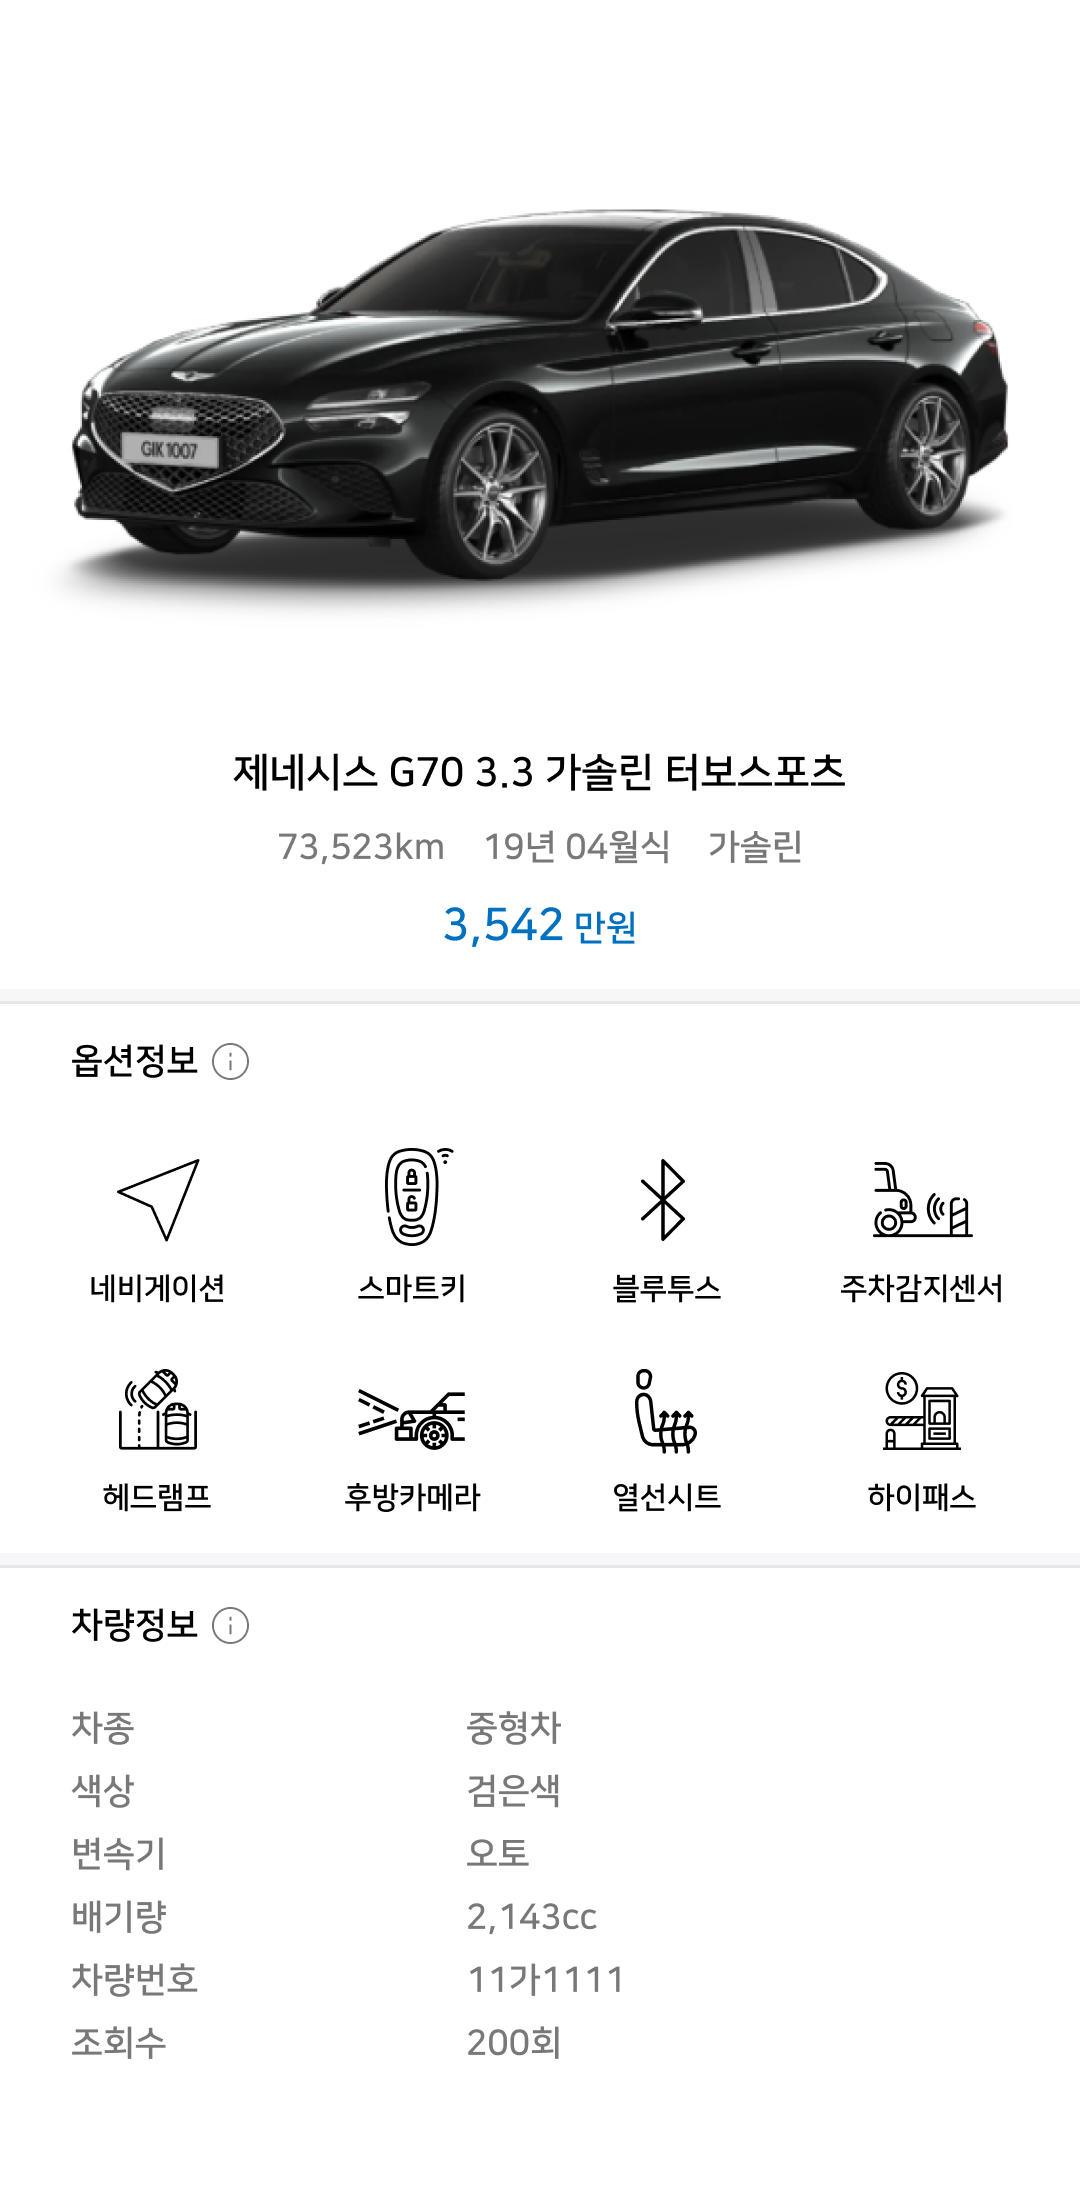 GIK 1007
제네시스 G70 3.3 가솔린 터보스포츠
73,523km 19년 04월식 가솔린
3,542 만원
옵션정보
네비게이션 스마트키 블루투스 주차감지센서
헤드램프 후방카메라 열선시트 하이패스
차량정보
차종 중형차
색상 검은색
변속기 오토
배기량 2,143cc
차량번호 11가1111
조회수 200회